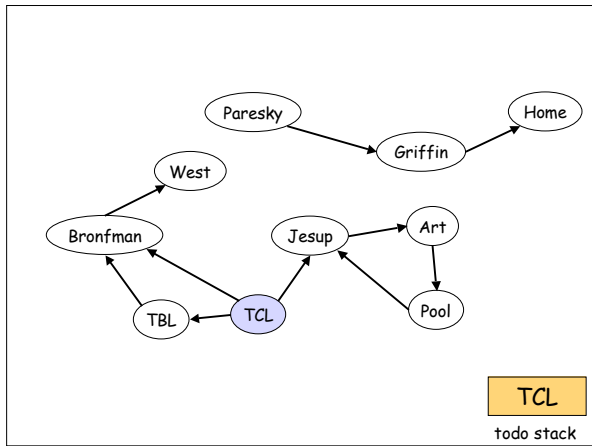 Paresky
Home
Griffin
West
Bronfman
Jesup
Art
TBL
TCL
Pool
TCL
todo stack